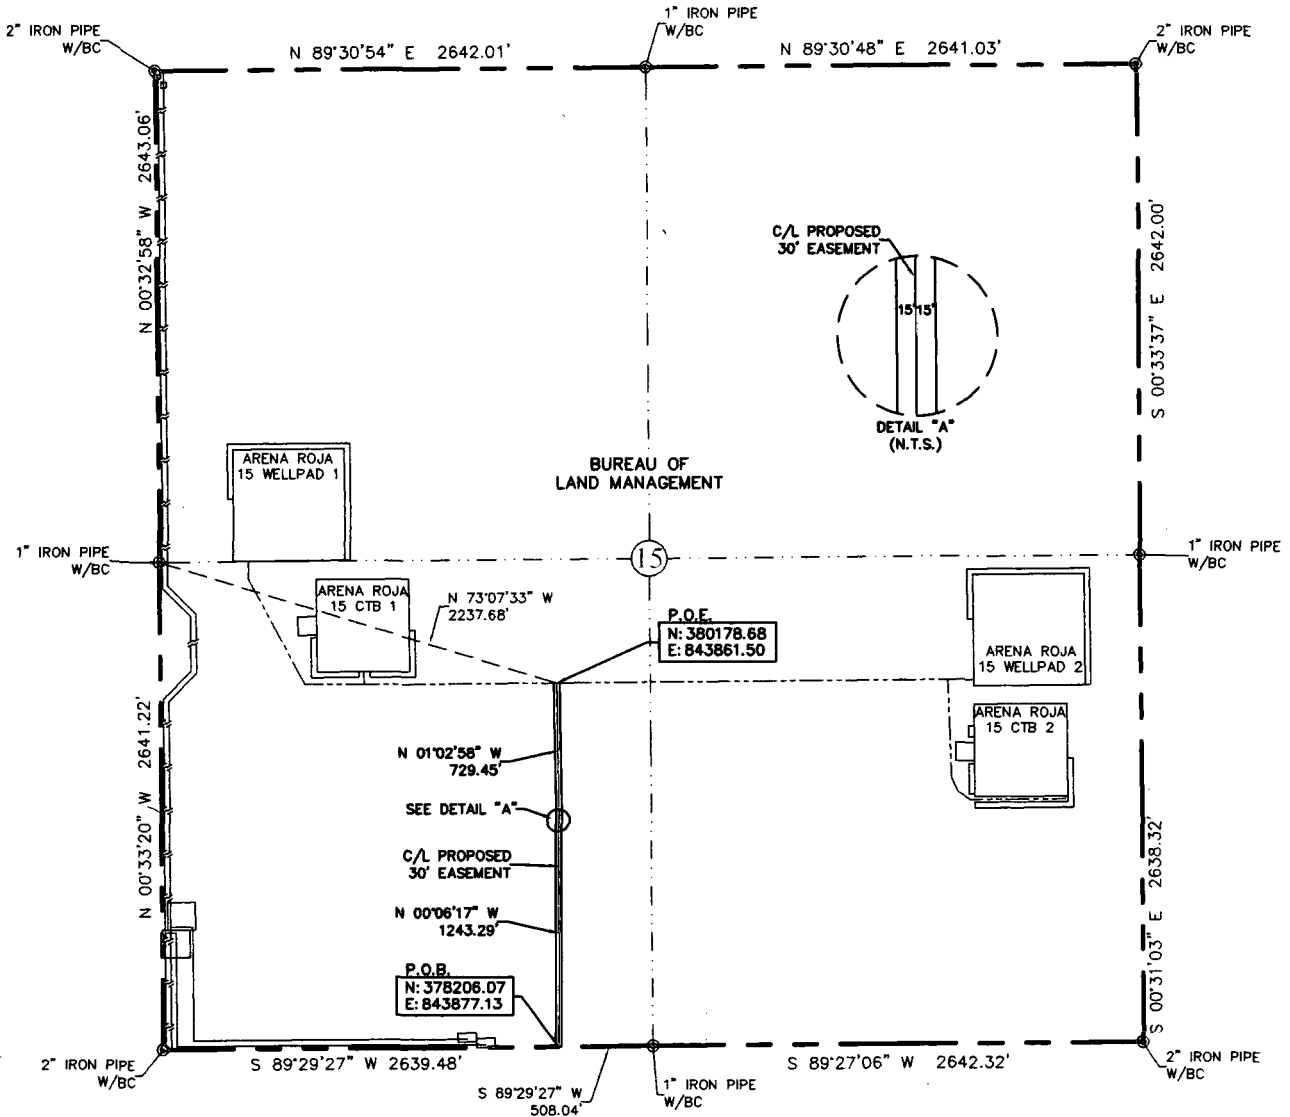 2" IRON PIPE
W/BC
N 89°30'54" E 2642.01'
1" IRON PIPE
W/BC
N 89°30'48" E 2641.03'
2" IRON PIPE
W/BC
N 00°32'58" W 2643.06'
S 00°33'37" E 2642.00'
C/L PROPOSED
30' EASEMENT
15'
15'
DETAIL "A"
(N.T.S.)
ARENA ROJA
15 WELLPAD 1
BUREAU OF
LAND MANAGEMENT
1" IRON PIPE
W/BC
15
1" IRON PIPE
W/BC
ARENA ROJA
15 CTB 1
N 73°07'33" W
2237.68'
P.O.E.
N: 380178.68
E: 843861.50
ARENA ROJA
15 WELLPAD 2
ARENA ROJA
15 CTB 2
N 01°02'58" W
729.45'
SEE DETAIL "A"
C/L PROPOSED
30' EASEMENT
N 00°06'17" W
1243.29'
P.O.B.
N: 378206.07
E: 843877.13
N 00°33'20" W 2641.22'
S 00°31'03" E 2638.32'
2" IRON PIPE
W/BC
S 89°29'27" W 2639.48'
S 89°29'27" W
508.04'
1" IRON PIPE
W/BC
S 89°27'06" W 2642.32'
2" IRON PIPE
W/BC